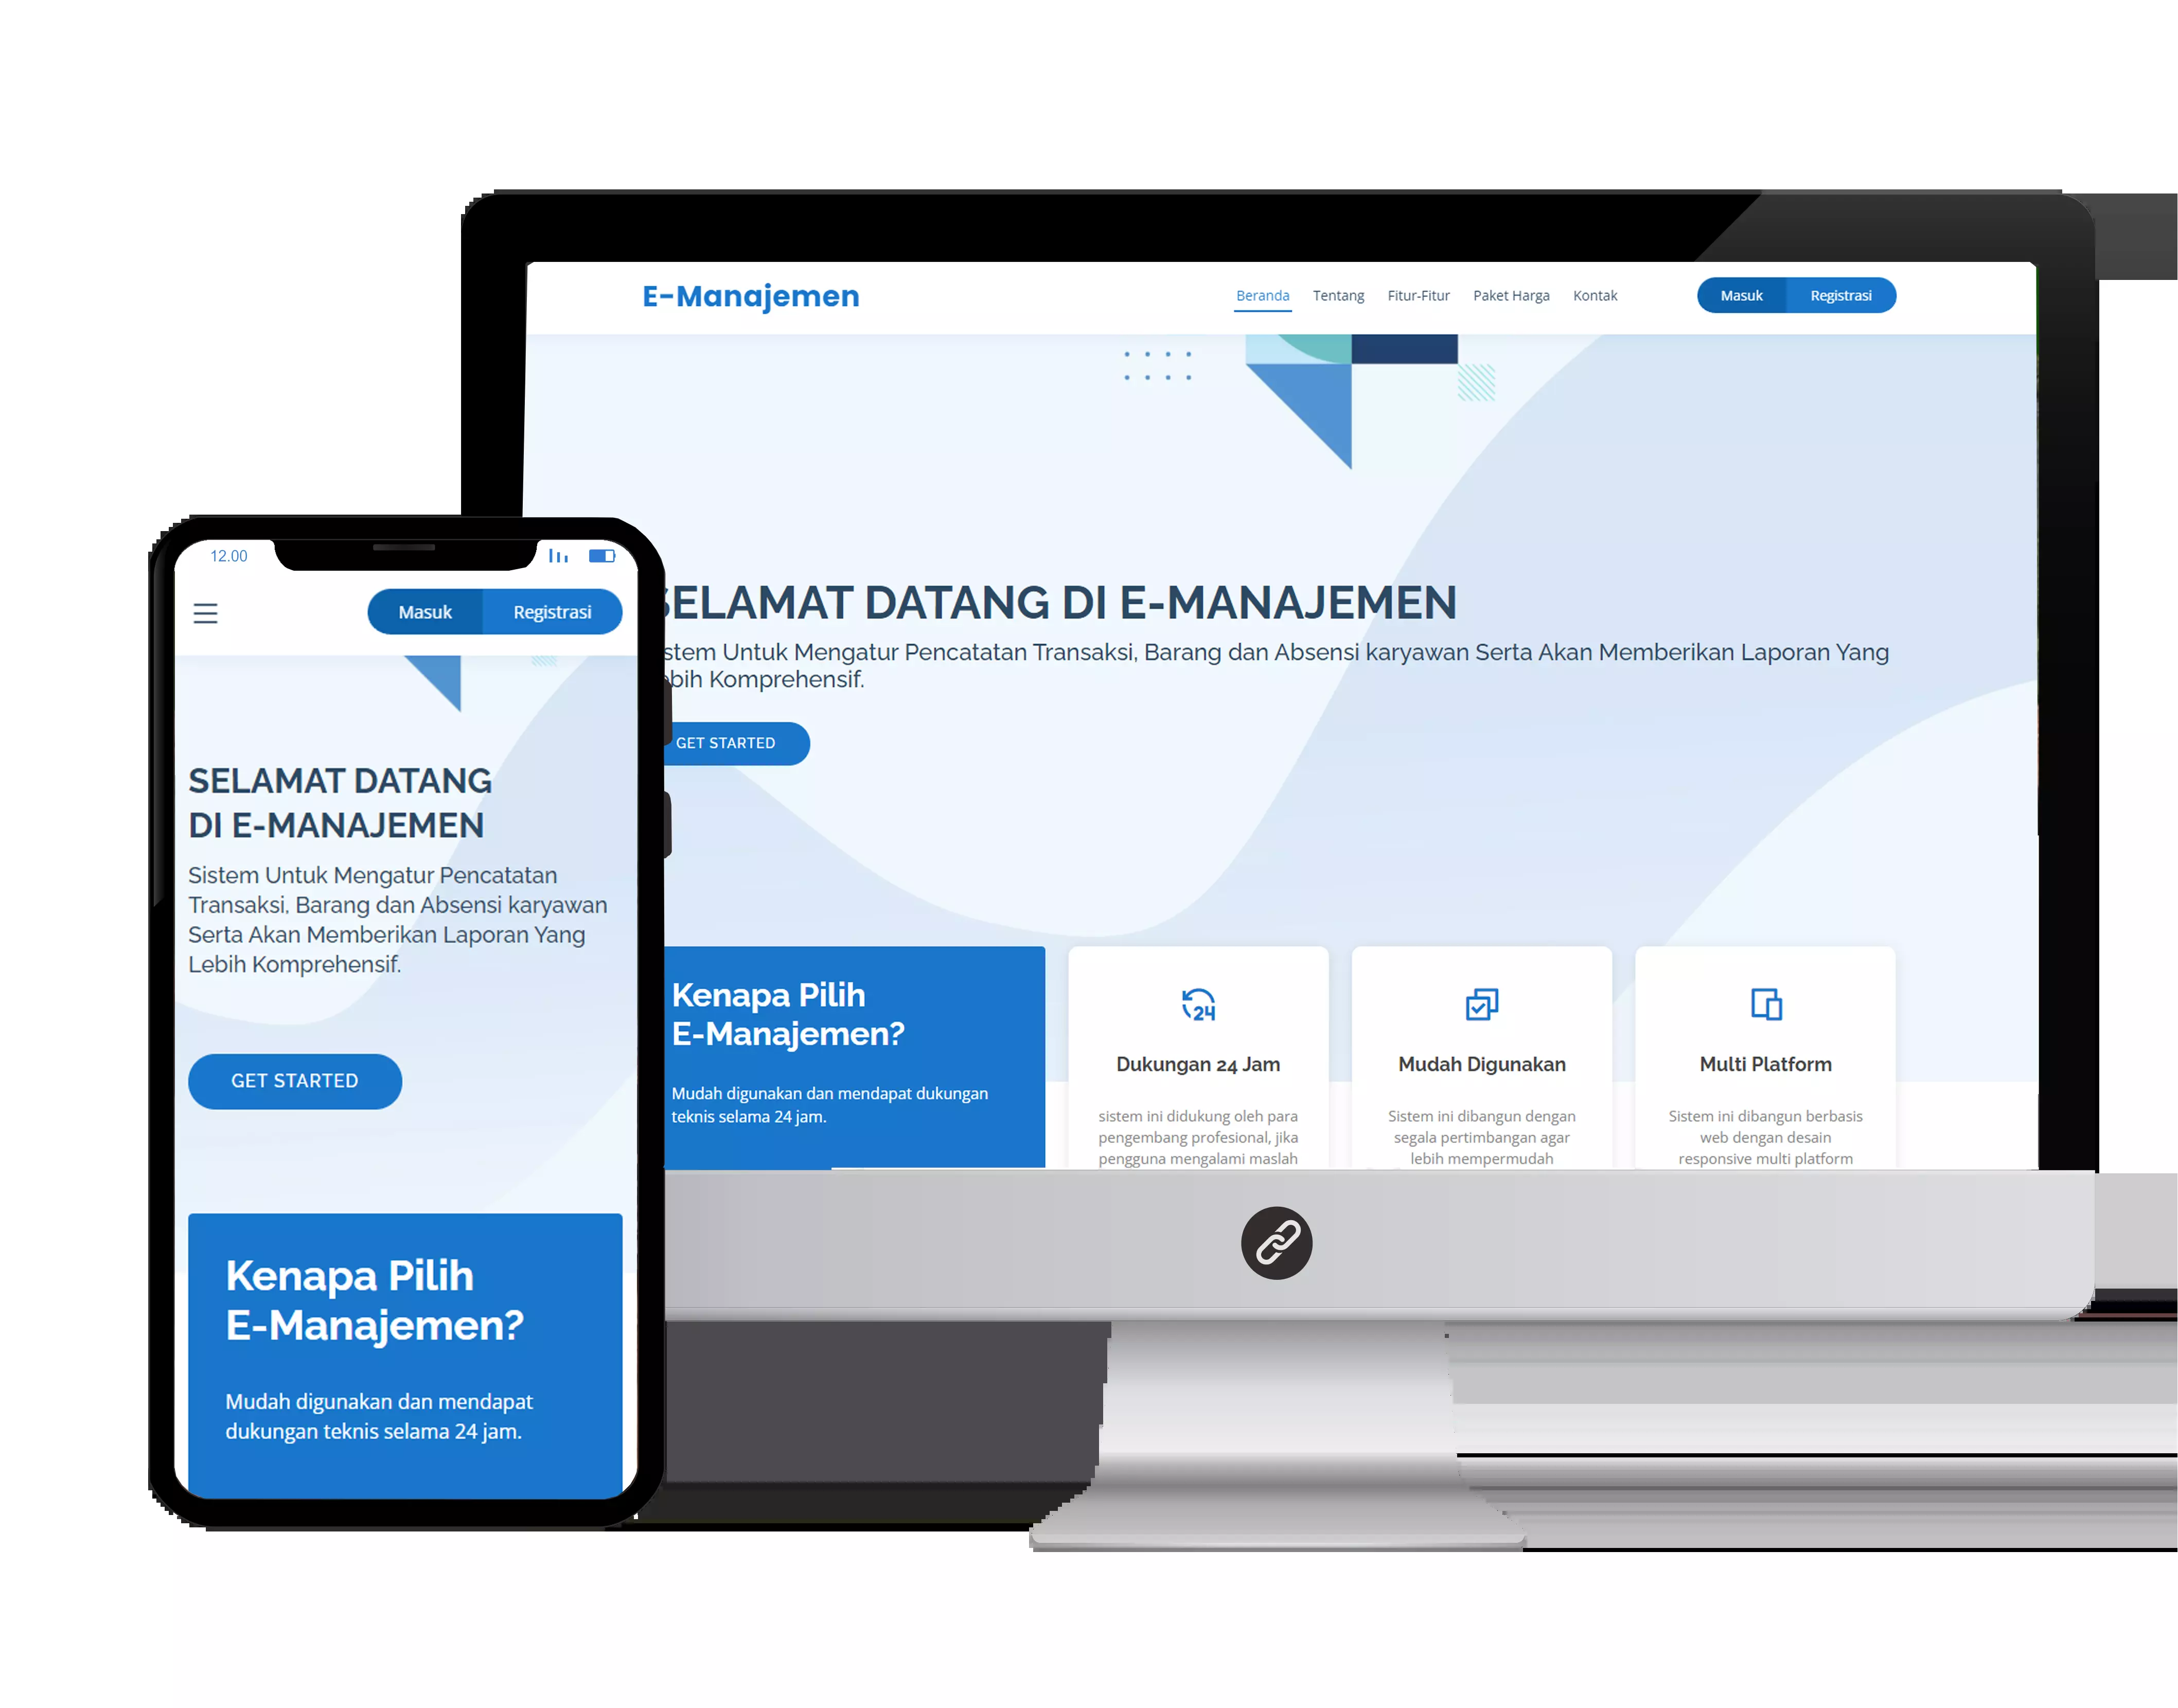 E-Manajemen
Beranda Tentang Fitur-Fitur Paket Harga Kontak
Masuk Registrasi
SELAMAT DATANG DI E-MANAJEMEN
Untuk Mengatur Pencatatan Transaksi, Barang dan Absensi karyawan Serta Akan Memberikan Laporan Yang
Komprehensif.
GET STARTED
Kenapa Pilih
E-Manajemen?
Mudah digunakan dan mendapat dukungan
teknis selama 24 jam.
24
Dukungan 24 Jam
sistem ini didukung oleh para
pengembang profesional, jika
pengguna mengalami maslah
Mudah Digunakan
Sistem ini dibangun dengan
segala pertimbangan agar
lebih mempermudah
Multi Platform
Sistem ini dibangun berbasis
web dengan desain
responsive multi platform
12.00
Masuk Registrasi
SELAMAT DATANG
DI E-MANAJEMEN
Sistem Untuk Mengatur Pencatatan
Transaksi, Barang dan Absensi karyawan
Serta Akan Memberikan Laporan Yang
Lebih Komprehensif.
GET STARTED
Kenapa Pilih
E-Manajemen?
Mudah digunakan dan mendapat
dukungan teknis selama 24 jam.